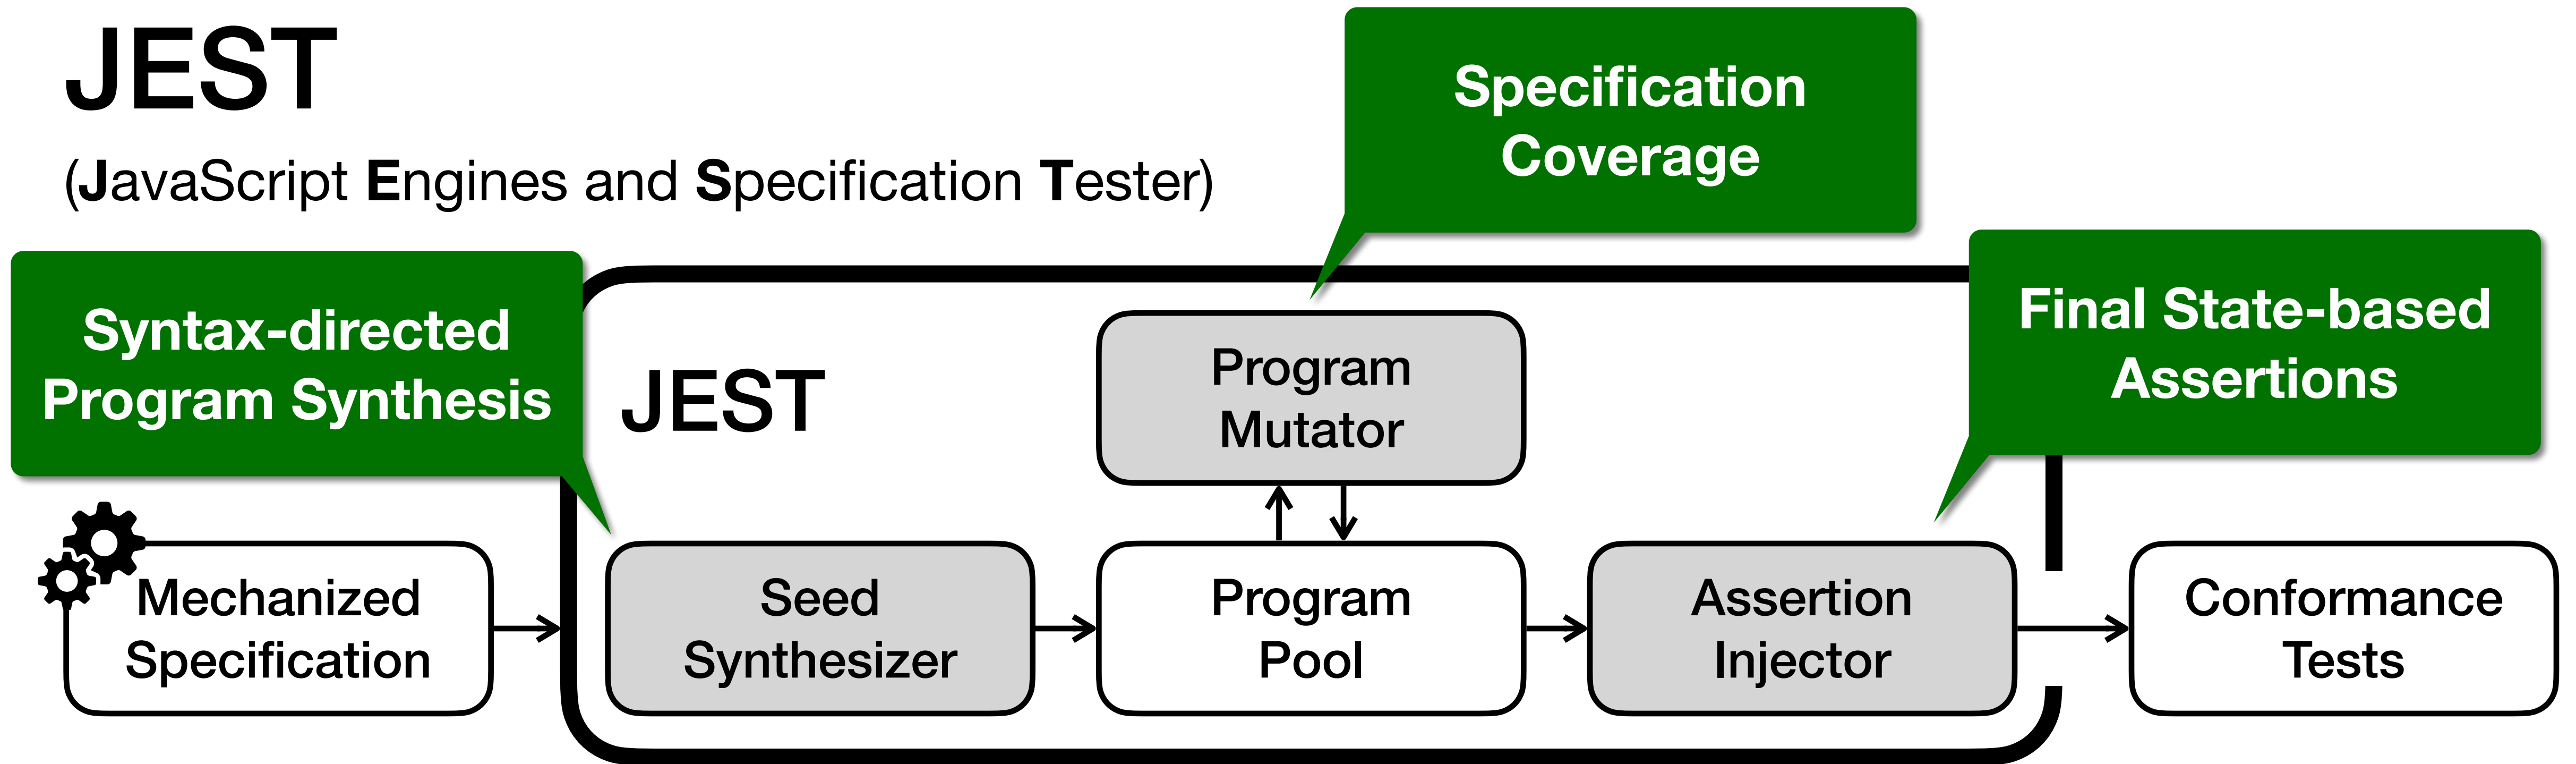 JEST
(JavaScript Engines and Specification Tester)
Specification
Coverage
Syntax-directed
Program Synthesis
Final State-based
Assertions
JEST
Program
Mutator
Mechanized
Specification
Seed
Synthesizer
Program
Pool
Assertion
Injector
Conformance
Tests